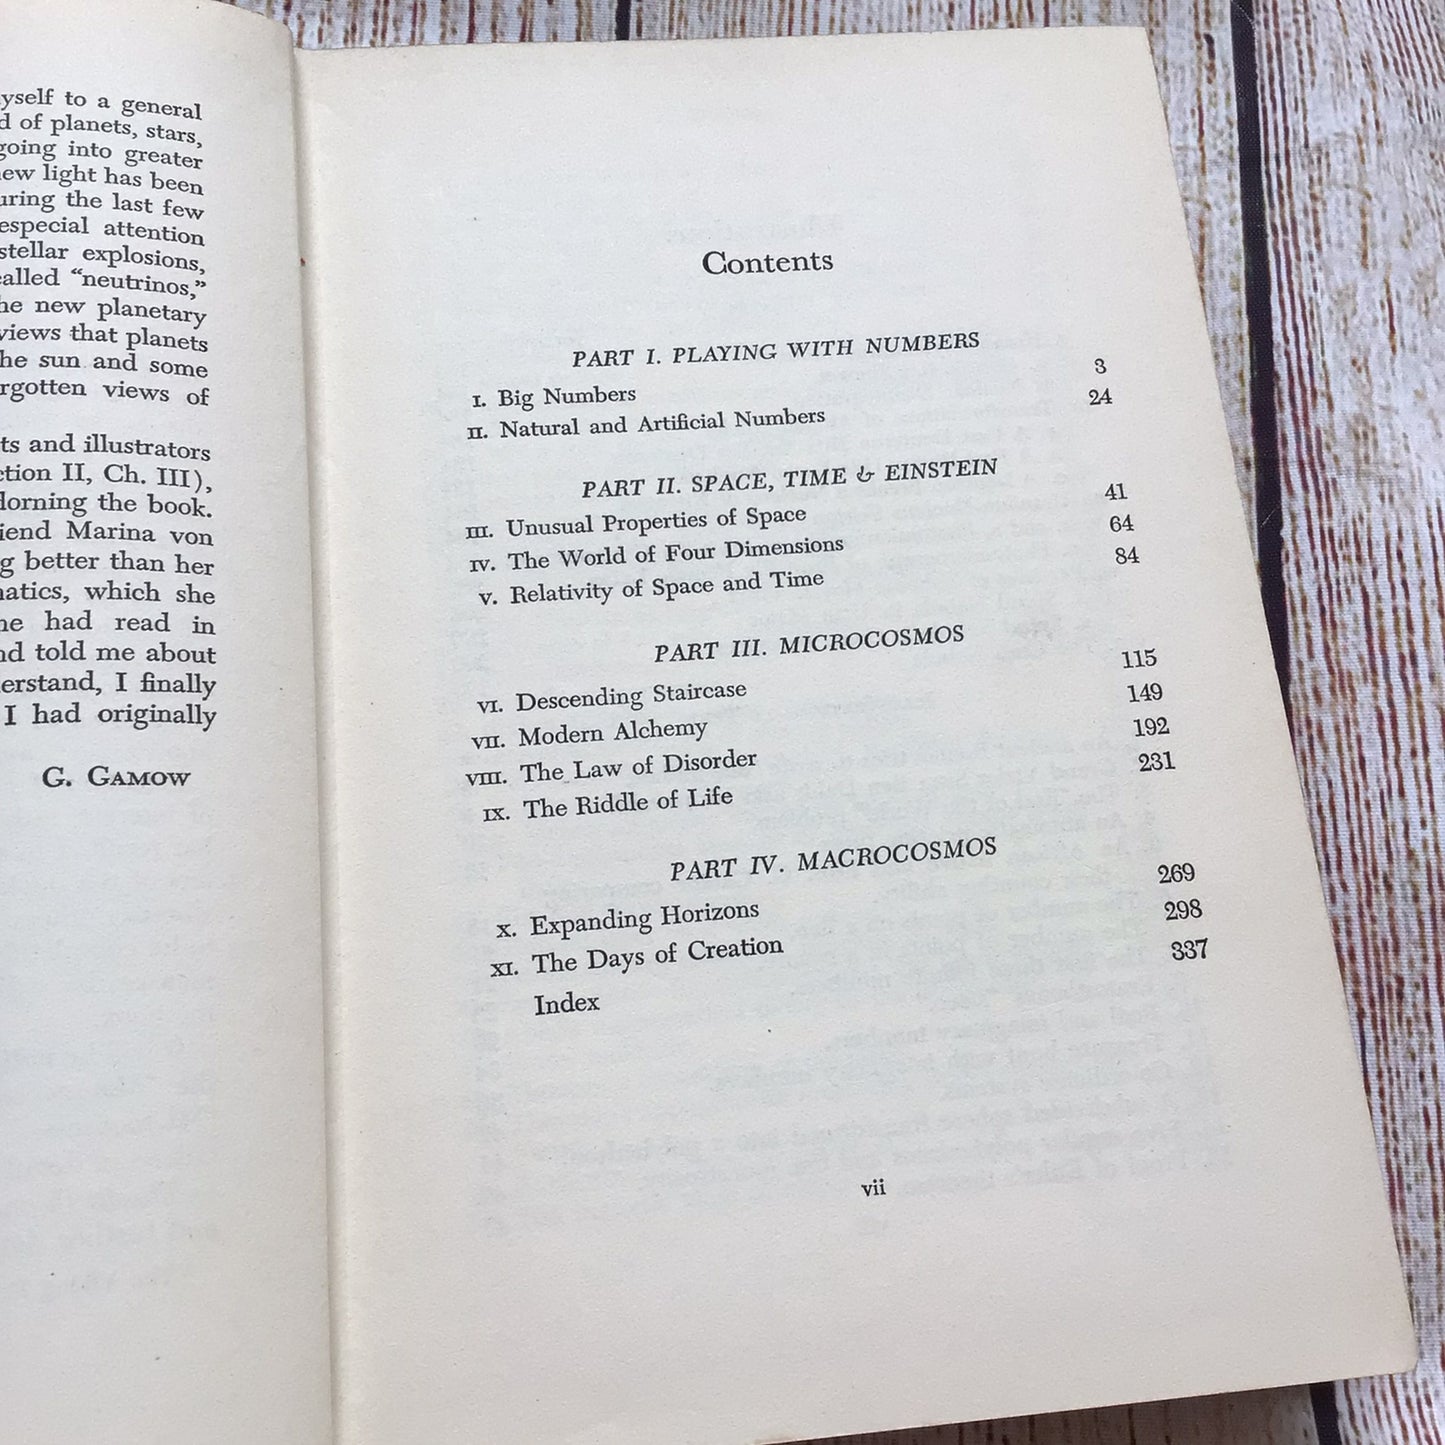 yself to a general
d of planets, stars,
going into greater
ew light has been
uring the last few
especial attention
stellar explosions,
called “neutrinos,”
he new planetary
views that planets
he sun and some
rgotten views of
ts and illustrators
ction II, Ch. III),
dorning the book.
iend Marina von
g better than her
natics, which she
ne had read in
nd told me about
erstand, I finally
I had originally
G. GAMOW
Contents
PART I. PLAYING WITH NUMBERS
I. Big Numbers 3
II. Natural and Artificial Numbers 24
PART II. SPACE, TIME & EINSTEIN
III. Unusual Properties of Space 41
IV. The World of Four Dimensions 64
V. Relativity of Space and Time 84
PART III. MICROCOSMOS
VI. Descending Staircase 115
VII. Modern Alchemy 149
VIII. The Law of Disorder 192
IX. The Riddle of Life 231
PART IV. MACROCOSMOS
X. Expanding Horizons 269
XI. The Days of Creation 298
Index 337
vii